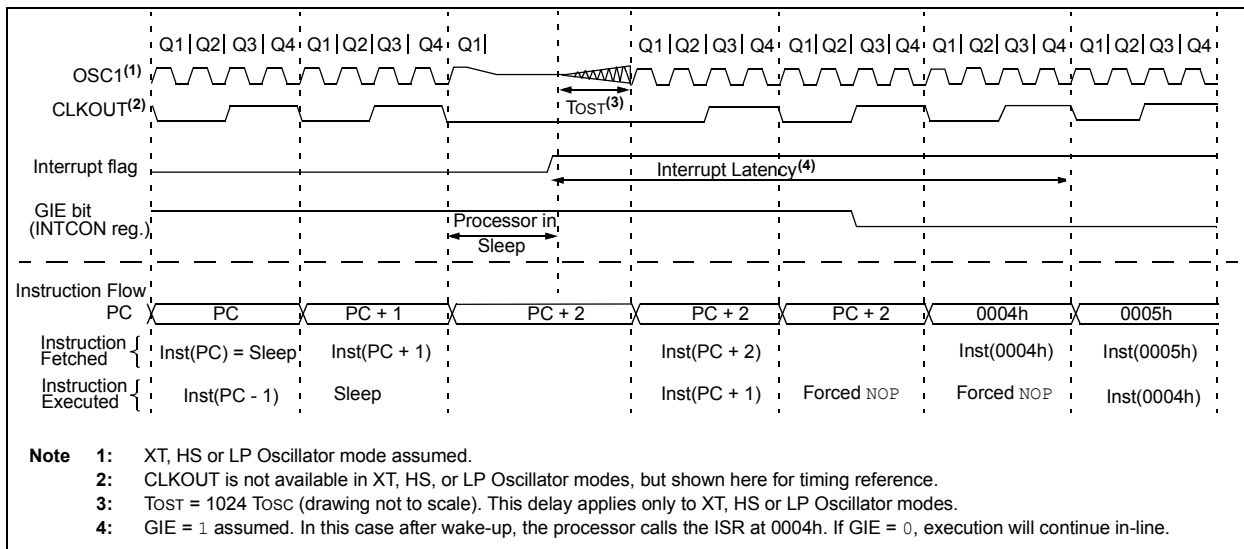 Q1 Q2 Q3 Q4 Q1 Q2 Q3 Q4 Q1 Q1 Q2 Q3 Q4 Q1 Q2 Q3 Q4 Q1 Q2 Q3 Q4 Q1 Q2 Q3 Q4
OSC1(1)
TOST(3)
CLKOUT(2)
Interrupt flag
Interrupt Latency(4)
GIE bit
(INTCON reg.)
Processor in
Sleep
Instruction Flow
PC PC PC + 1 PC + 2 PC + 2 PC + 2 0004h 0005h
Instruction
Fetched { Inst(PC) = Sleep Inst(PC + 1) Inst(PC + 2) Inst(0004h) Inst(0005h)
Instruction
Executed { Inst(PC - 1) Sleep Inst(PC + 1) Forced NOP Forced NOP Inst(0004h)
Note 1: XT, HS or LP Oscillator mode assumed.
2: CLKOUT is not available in XT, HS, or LP Oscillator modes, but shown here for timing reference.
3: TOST = 1024 TOSC (drawing not to scale). This delay applies only to XT, HS or LP Oscillator modes.
4: GIE = 1 assumed. In this case after wake-up, the processor calls the ISR at 0004h. If GIE = 0, execution will continue in-line.